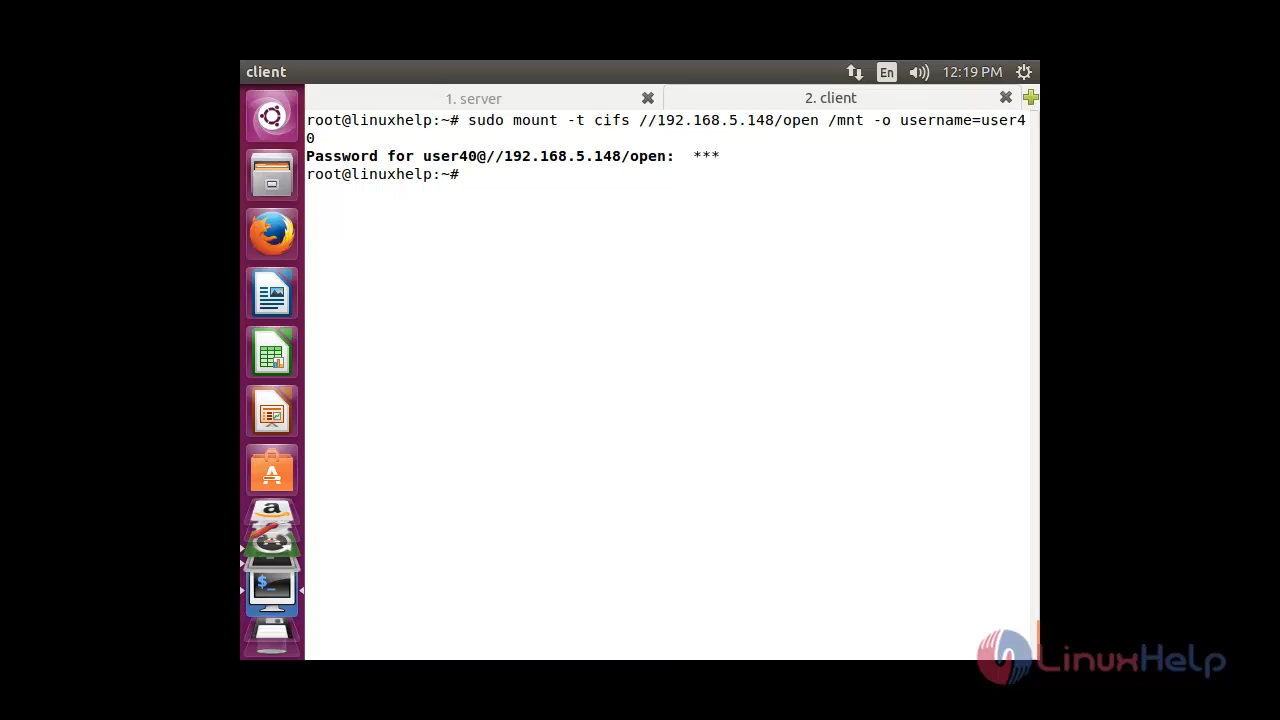 client
En
12:19 PM
1. server
2. client
root@linuxhelp:~# sudo mount -t cifs //192.168.5.148/open /mnt -o username=user4
0
Password for user40@//192.168.5.148/open:  ***
root@linuxhelp:~#
a
$_
LinuxHelp